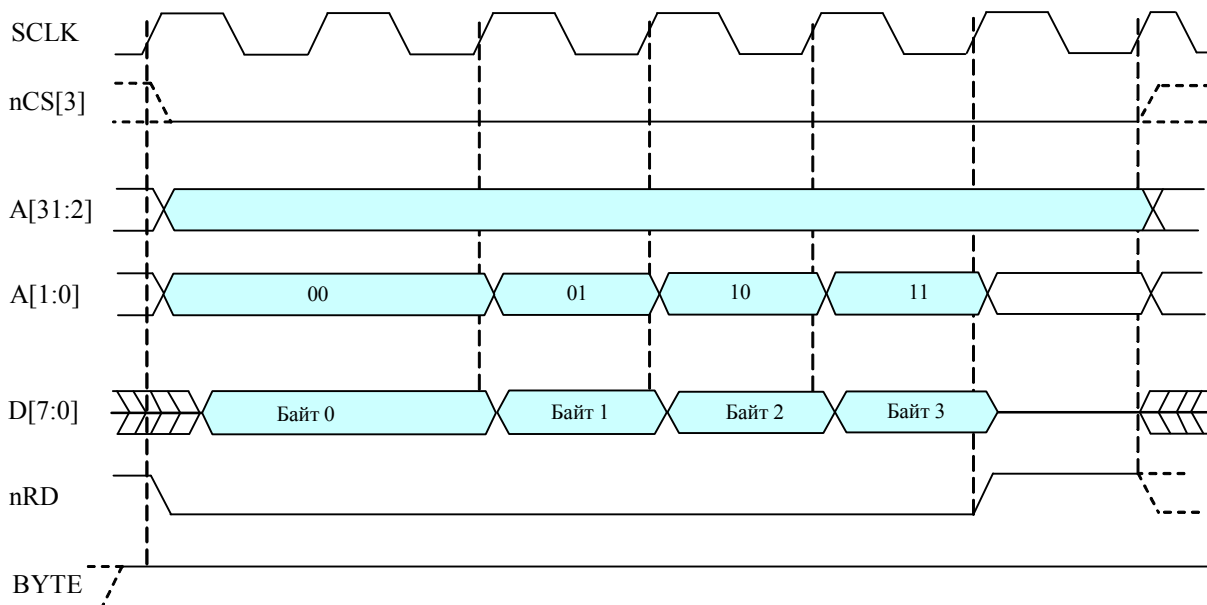 SCLK
nCS[3]
A[31:2]
A[1:0]
00
01
10
11
D[7:0]
Байт 0
Байт 1
Байт 2
Байт 3
nRD
BYTE